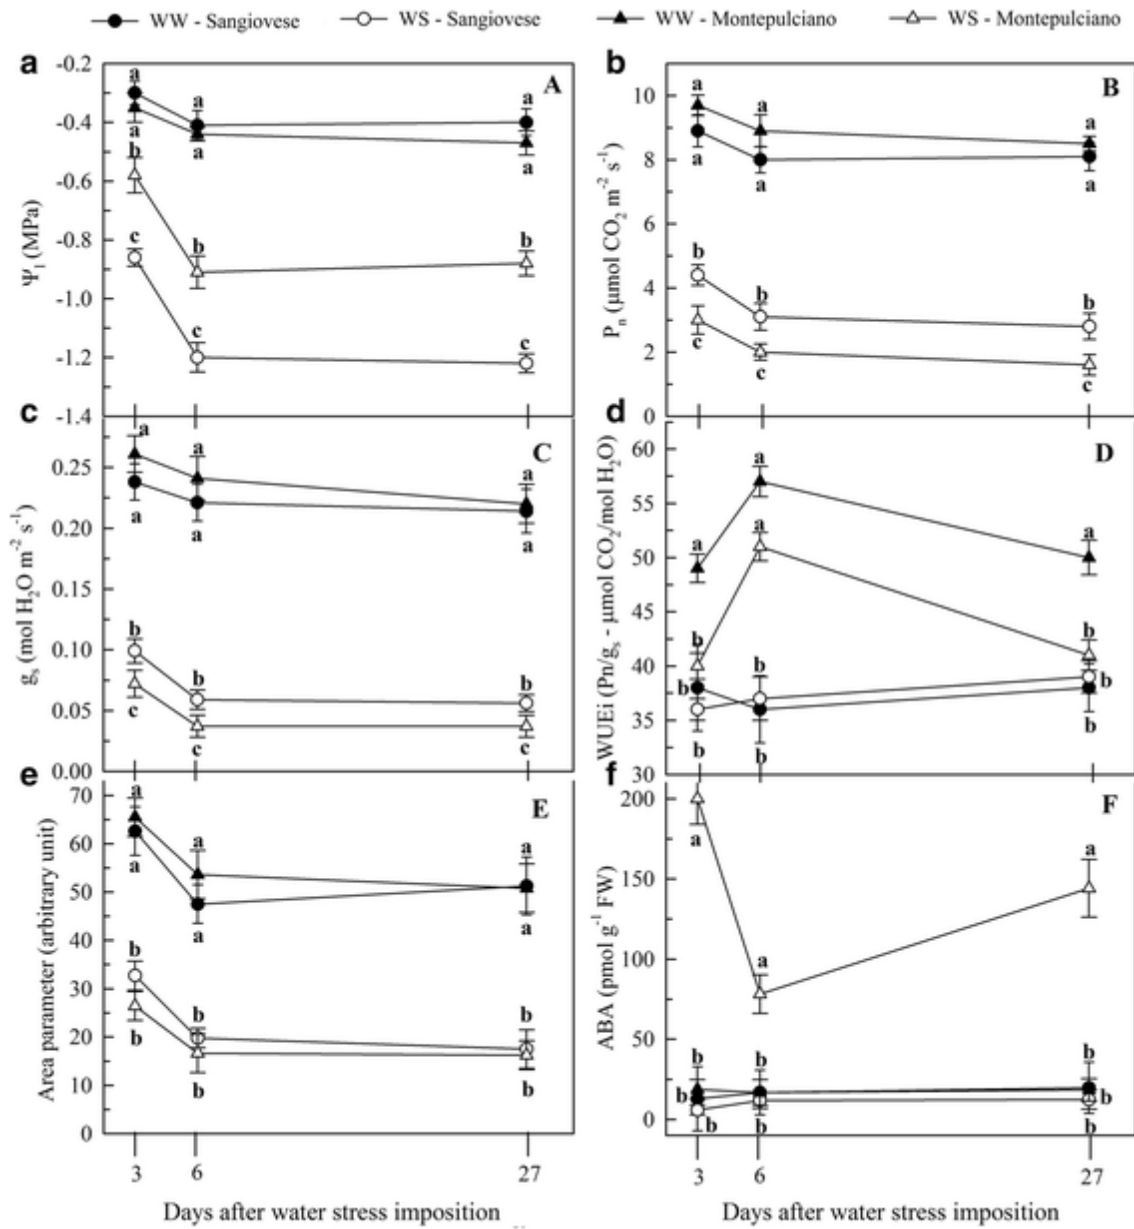 WW - Sangiovese WS - Sangiovese WW - Montepulciano WS - Montepulciano
a
A
-0.2
-0.4
-0.6
-0.8
-1.0
-1.2
-1.4
Ψl (MPa)
a a a
a a a
b b b
c c c
b
B
10
8
6
4
2
0
Pn (μmol CO2 m-2 s-1)
a a a
a a a
b b b
c c c
c
C
0.25
0.20
0.15
0.10
0.05
0.00
gs (mol H2O m-2 s-1)
a a a
a a a
b b b
c c c
d
D
60
55
50
45
40
35
30
WUEi (Pn/gs - μmol CO2/mol H2O)
a a a
a
b b b
b b
b b b
e
E
70
60
50
40
30
20
10
0
Area parameter (arbitrary unit)
a a a
a a a
b b b
b b b
f
F
200
150
100
50
0
ABA (pmol g-1 FW)
a a a
b b b
b b
b b b
3 6 27
3 6 27
Days after water stress imposition
Days after water stress imposition